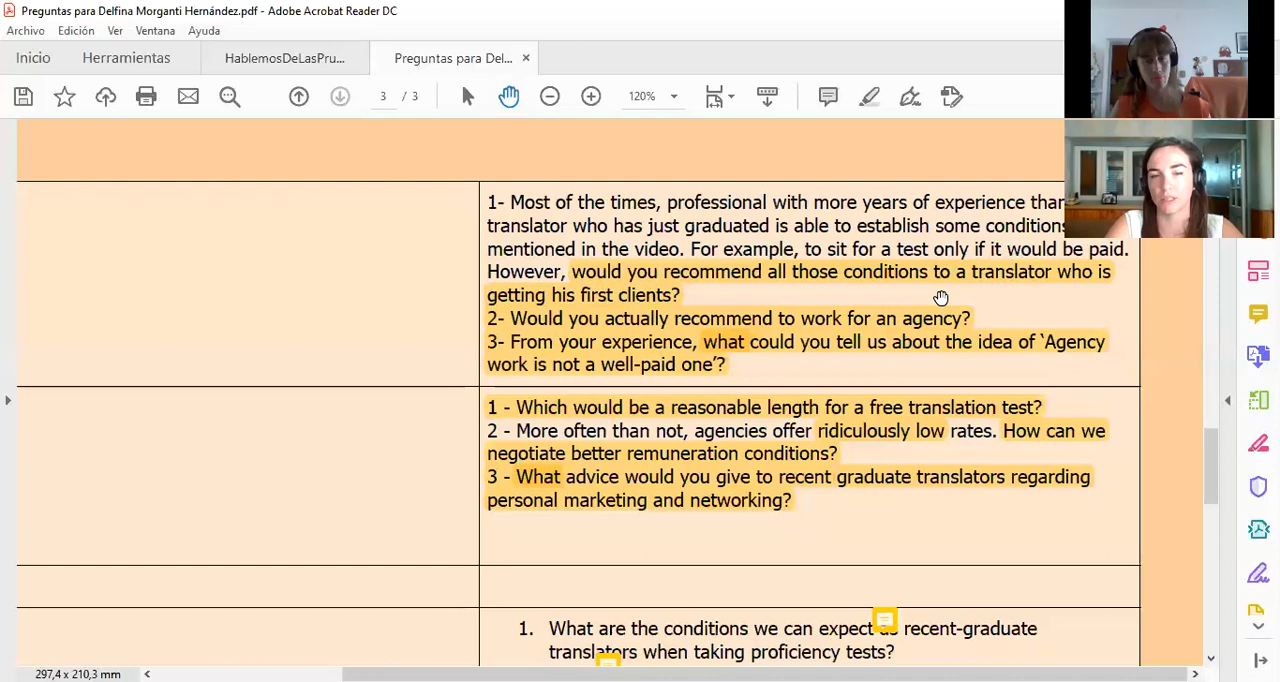 Preguntas para Delfina Morganti Hernández.pdf - Adobe Acrobat Reader DC
Archivo Edición Ver Ventana Ayuda
Inicio Herramientas HablemosDeLasPru... Preguntas para Del... ×
3 / 3 120%
1- Most of the times, professional with more years of experience than
translator who has just graduated is able to establish some conditions
mentioned in the video. For example, to sit for a test only if it would be paid.
However, would you recommend all those conditions to a translator who is
getting his first clients?
2- Would you actually recommend to work for an agency?
3- From your experience, what could you tell us about the idea of ‘Agency
work is not a well-paid one’?
1 - Which would be a reasonable length for a free translation test?
2 - More often than not, agencies offer ridiculously low rates. How can we
negotiate better remuneration conditions?
3 - What advice would you give to recent graduate translators regarding
personal marketing and networking?
1. What are the conditions we can expect as recent-graduate
translators when taking proficiency tests?
297,4 x 210,3 mm